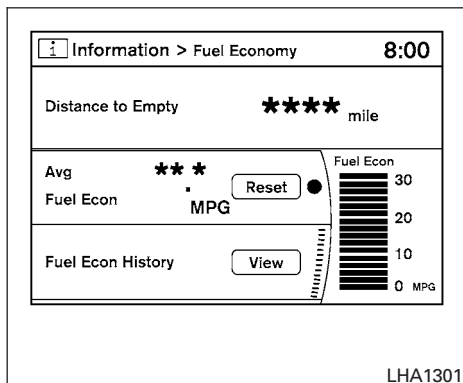 i Information > Fuel Economy 8:00
Distance to Empty **** mile
Fuel Econ
Avg **.* MPG Reset 30
Fuel Econ
20
Fuel Econ History View 10
0 MPG
LHA1301